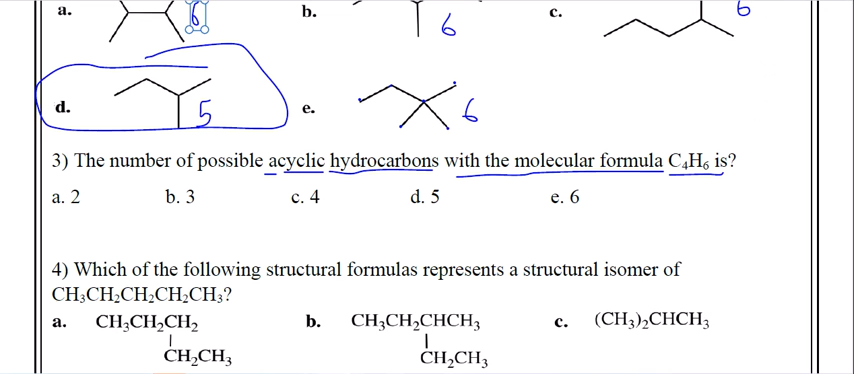 a. 6 b. 6 c. 6
d. 5 e. 6
3) The number of possible acyclic hydrocarbons with the molecular formula C₄H₆ is?
a. 2 b. 3 c. 4 d. 5 e. 6
4) Which of the following structural formulas represents a structural isomer of
CH₃CH₂CH₂CH₂CH₃?
a. CH₃CH₂CH₂ b. CH₃CH₂CHCH₃ c. (CH₃)₂CHCH₃
CH₂CH₃ CH₂CH₃